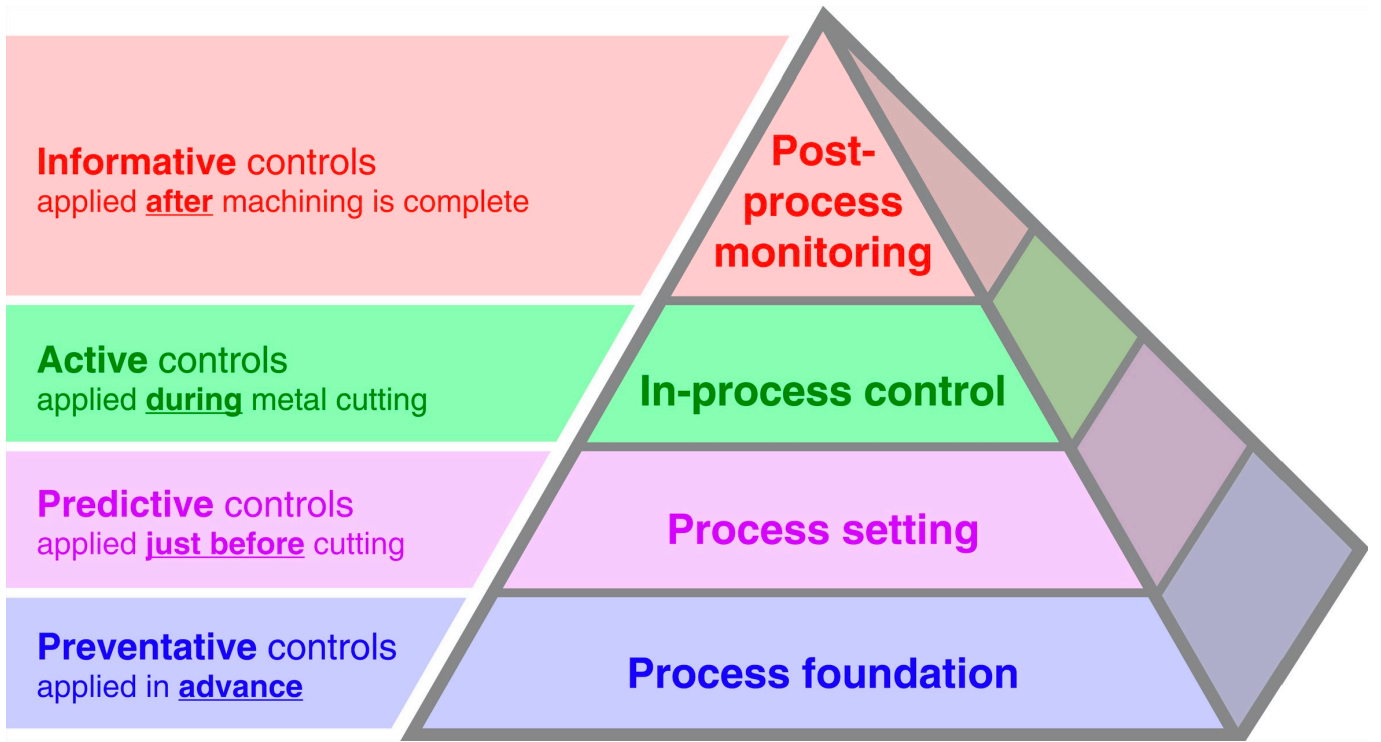 Informative controls
applied after machining is complete
Post-
process
monitoring
Active controls
applied during metal cutting
In-process control
Predictive controls
applied just before cutting
Process setting
Preventative controls
applied in advance
Process foundation